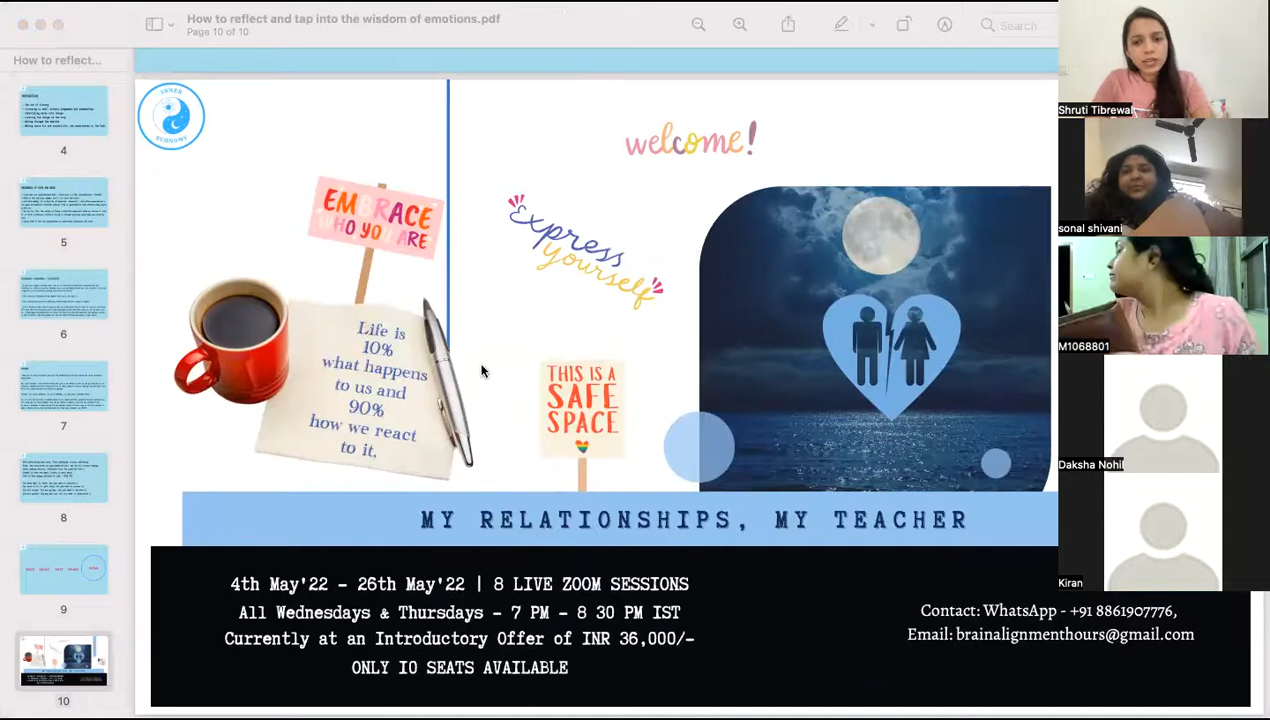 How to reflect and tap into the wisdom of emotions.pdf
Page 10 of 10
Search
How to reflect...
4
5
6
7
8
9
10
INNER
ECONOMY
welcome!
EMBRACE
WHO YOU ARE
express
yourself
Life is
10%
what happens
to us and
90%
how we react
to it.
THIS IS A
SAFE
SPACE
MY RELATIONSHIPS, MY TEACHER
4th May'22 - 26th May'22 | 8 LIVE ZOOM SESSIONS
All Wednesdays & Thursdays - 7 PM - 8 30 PM IST
Currently at an Introductory Offer of INR 36,000/-
ONLY 10 SEATS AVAILABLE
Contact: WhatsApp - +91 8861907776,
Email: brainalignmenthours@gmail.com
Shruti Tibrewal
sonal shivani
M1068801
Daksha Nohil
Kiran